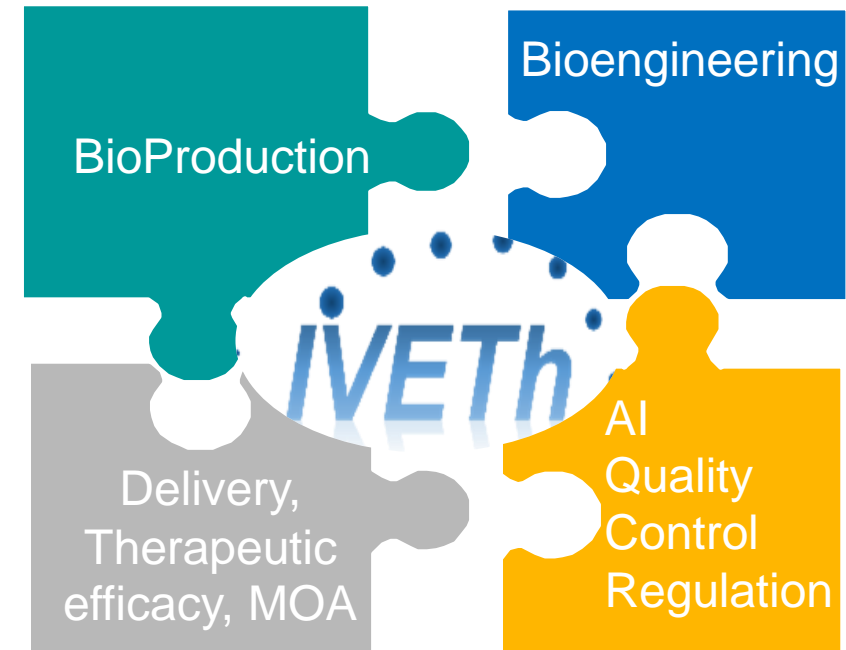 Bioengineering
BioProduction
IVETh
Delivery,
Therapeutic
efficacy, MOA
AI
Quality
Control
Regulation